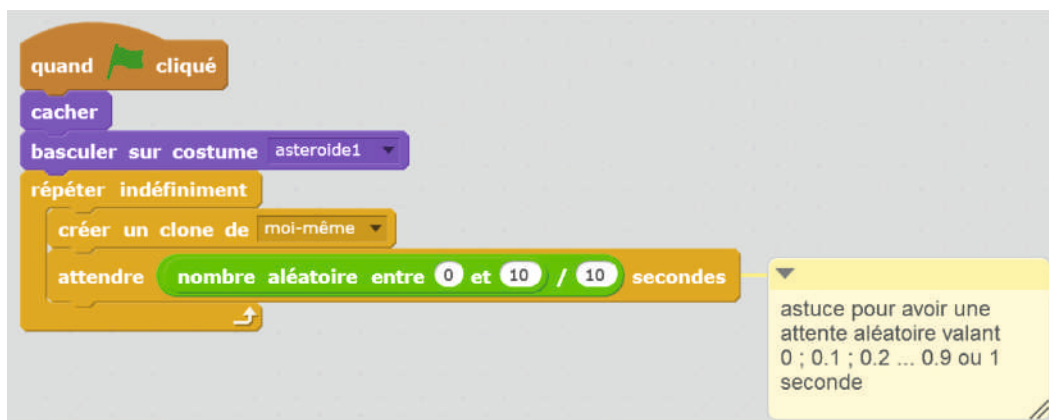 quand cliqué
cacher
basculer sur costume asteroide1
répéter indéfiniment
créer un clone de moi-même
attendre nombre aléatoire entre 0 et 10 / 10 secondes
astuce pour avoir une
attente aléatoire valant
0 ; 0.1 ; 0.2 ... 0.9 ou 1
seconde